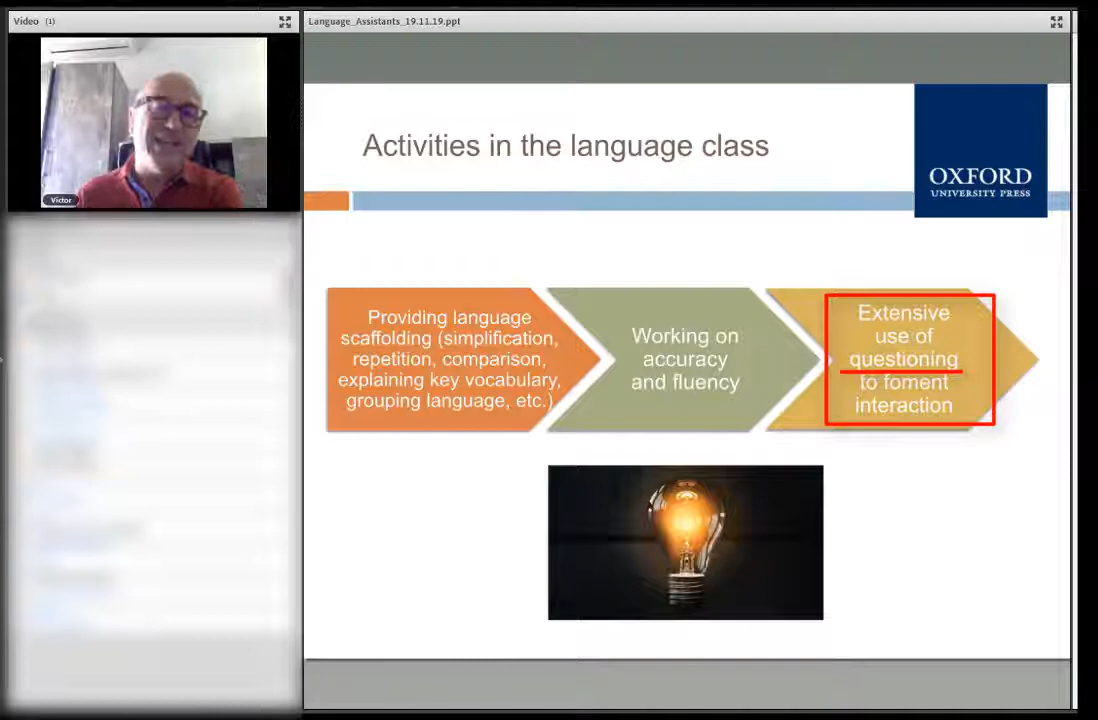 Video (1)
Language_Assistants_19.11.19.ppt
Víctor
Activities in the language class
OXFORD
UNIVERSITY PRESS
Providing language
scaffolding (simplification,
repetition, comparison,
explaining key vocabulary,
grouping language, etc.)
Working on
accuracy
and fluency
Extensive
use of
questioning
to foment
interaction